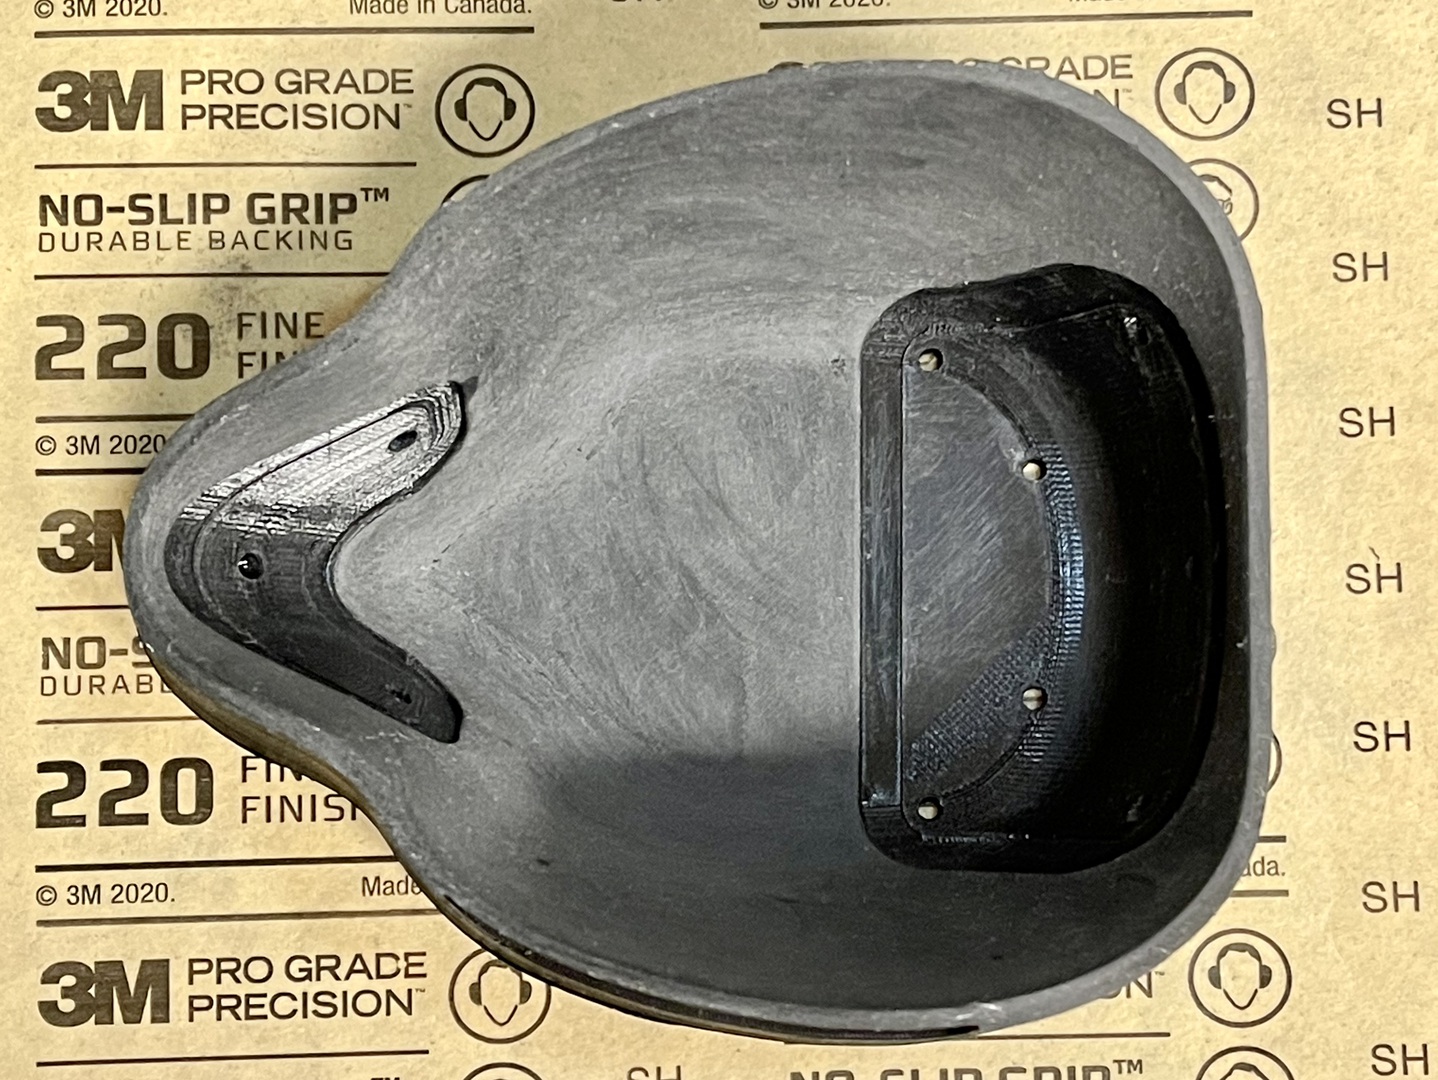 © 3M 2020.
Made in Canada.
© 3M 2020.
3M PRO GRADE
PRECISION™
GRADE
SH
NO-SLIP GRIP™
DURABLE BACKING
SH
220 FINE
SH
© 3M 2020
3M
SH
NO-S
DURABL
SH
220 FIN
FINISH
© 3M 2020.
Made
ada.
SH
3M PRO GRADE
PRECISION™
ON™
SH
SH
NO-SLIP GRIP™